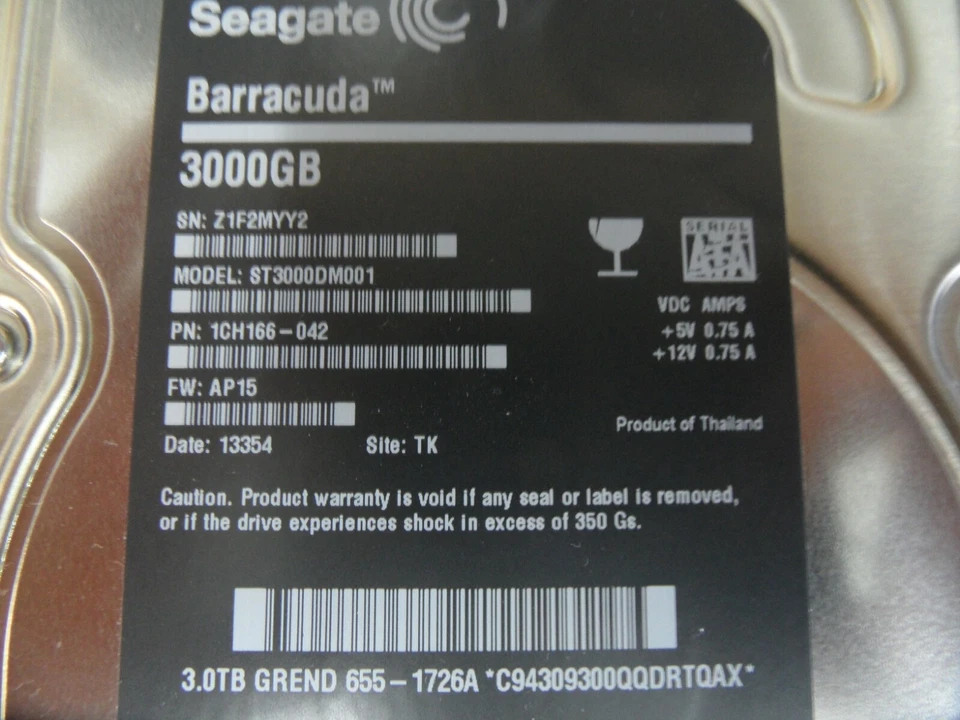 Seagate
Barracuda™
3000GB
SN: Z1F2MYY2
MODEL: ST3000DM001
SERIAL
ATA
PN: 1CH166-042
VDC AMPS
+5V 0.75 A
+12V 0.75 A
FW: AP15
Product of Thailand
Date: 13354 Site: TK
Caution. Product warranty is void if any seal or label is removed,
or if the drive experiences shock in excess of 350 Gs.
3.0TB GREND 655-1726A *C94309300QQDRTQAX*